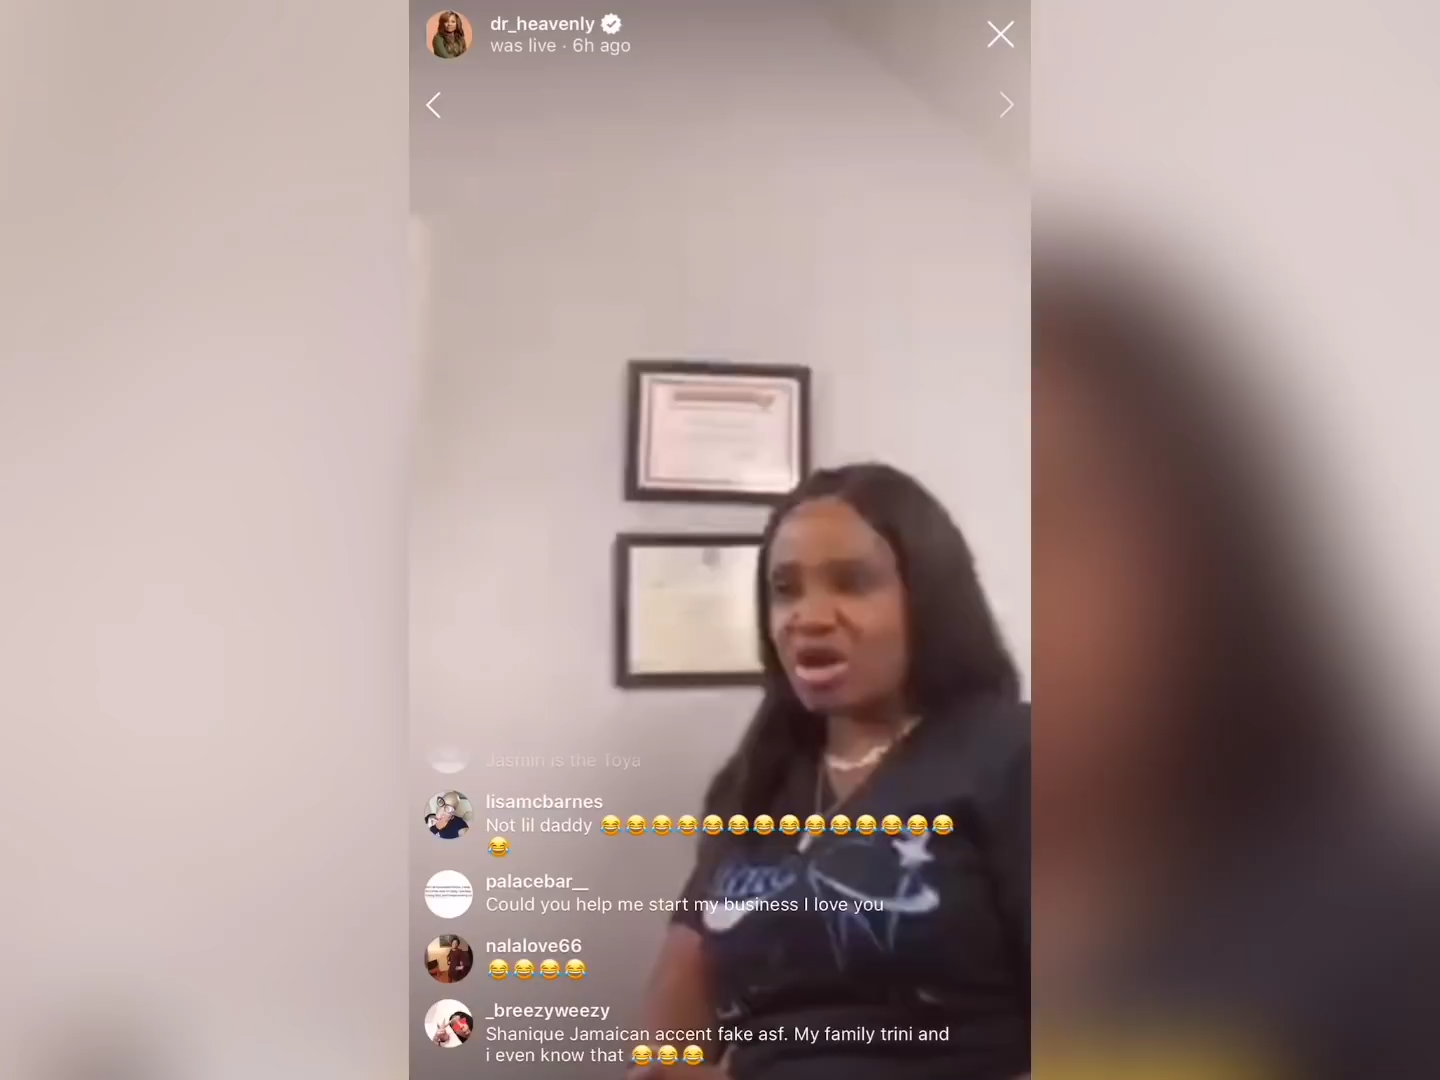 dr_heavenly
was live · 6h ago
Jasmin is the Toya
lisamcbarnes
Not lil daddy 😂😂😂😂😂😂😂😂😂😂😂😂😂😂
😂
palacebar__
Could you help me start my business I love you
nalalove66
😂😂😂😂
_breezyweezy
Shanique Jamaican accent fake asf. My family trini and
i even know that 😂😂😂